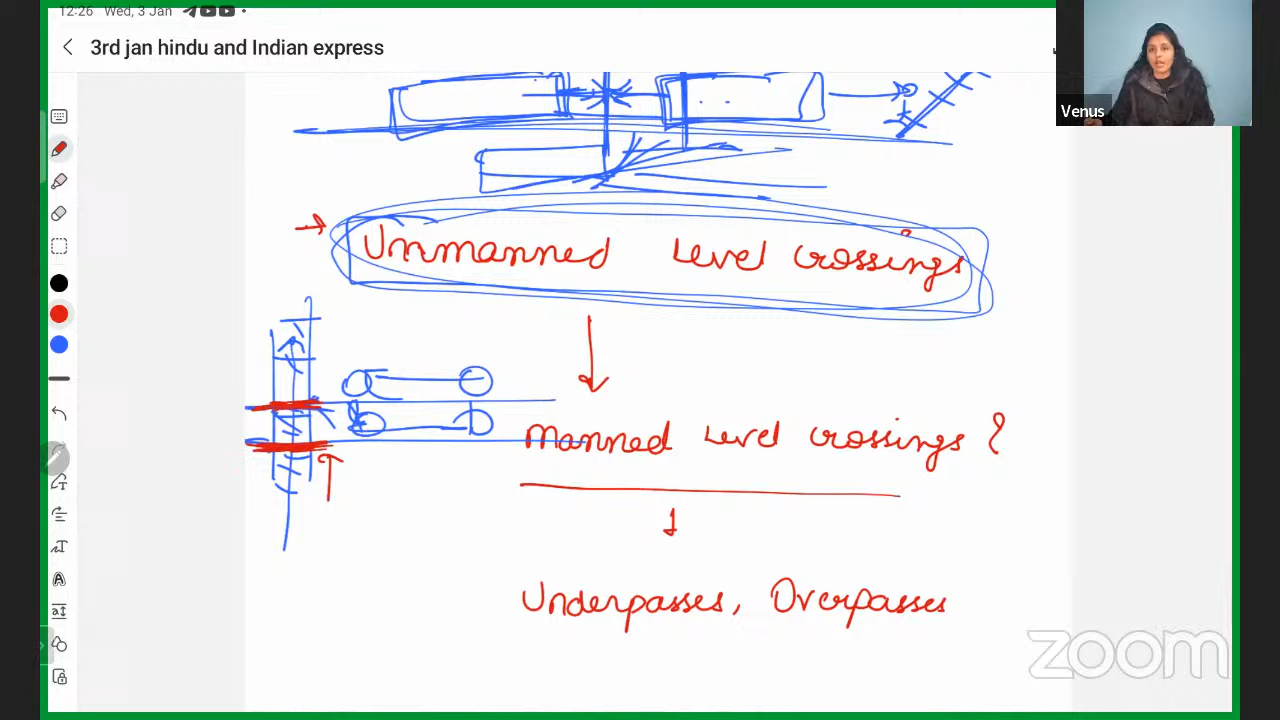 12:26 Wed, 3 Jan
3rd jan hindu and Indian express
Venus
Unmanned Level crossings
Manned Level crossings ?
Underpasses, Overpasses
zoom